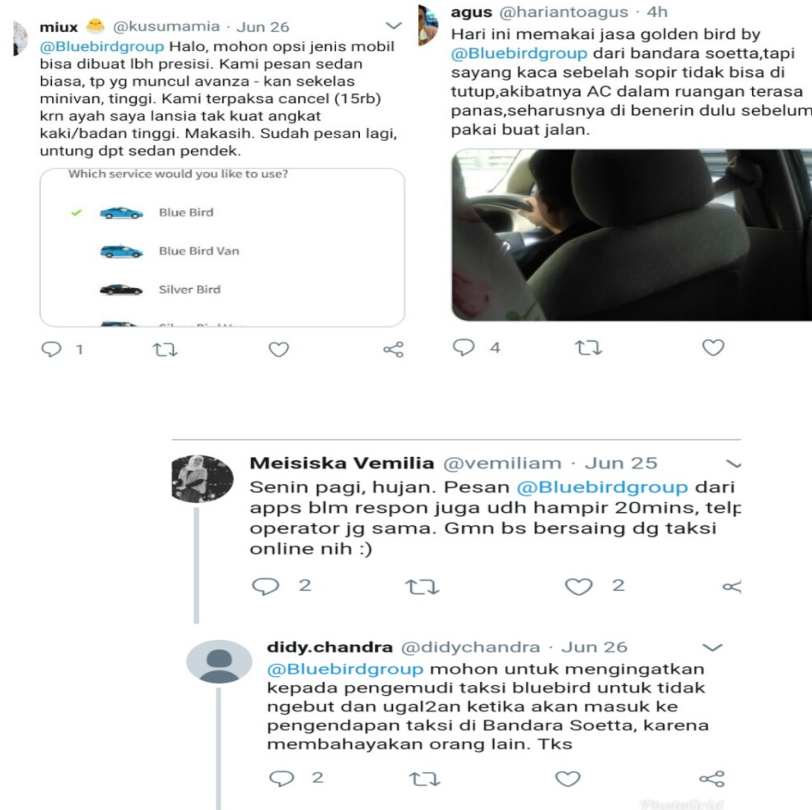 miux 🐣 @kusumamia · Jun 26
@Bluebirdgroup Halo, mohon opsi jenis mobil
bisa dibuat lbh presisi. Kami pesan sedan
biasa, tp yg muncul avanza - kan sekelas
minivan, tinggi. Kami terpaksa cancel (15rb)
krn ayah saya lansia tak kuat angkat
kaki/badan tinggi. Makasih. Sudah pesan lagi,
untung dpt sedan pendek.
Which service would you like to use?
Blue Bird
Blue Bird Van
Silver Bird
1
agus @hariantoagus · 4h
Hari ini memakai jasa golden bird by
@Bluebirdgroup dari bandara soetta,tapi
sayang kaca sebelah sopir tidak bisa di
tutup,akibatnya AC dalam ruangan terasa
panas,seharusnya di benerin dulu sebelum
pakai buat jalan.
4
Meisiska Vemilia @vemiliam · Jun 25
Senin pagi, hujan. Pesan @Bluebirdgroup dari
apps blm respon juga udh hampir 20mins, telp
operator jg sama. Gmn bs bersaing dg taksi
online nih :)
2 2
didy.chandra @didychandra · Jun 26
@Bluebirdgroup mohon untuk mengingatkan
kepada pengemudi taksi bluebird untuk tidak
ngebut dan ugal2an ketika akan masuk ke
pengendapan taksi di Bandara Soetta, karena
membahayakan orang lain. Tks
2
PhotoGrid